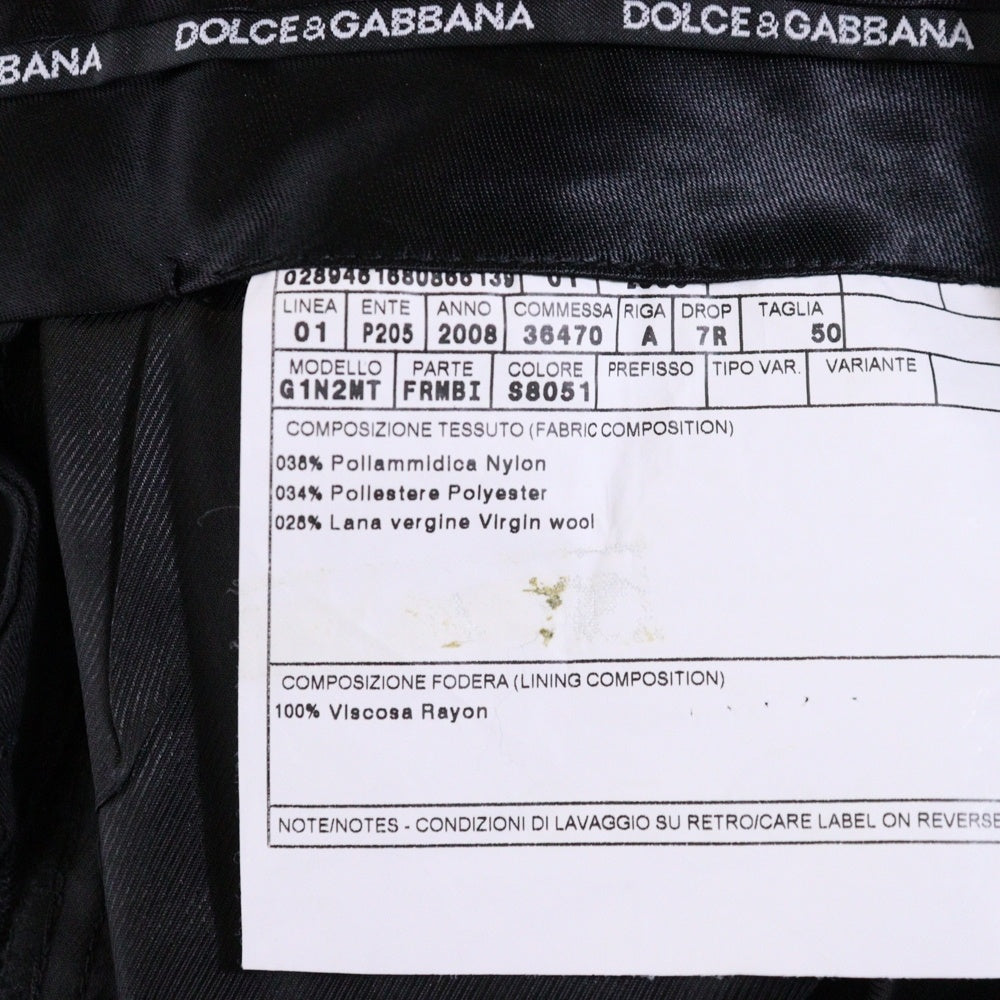 BANA DOLCE&GABBANA DOLCE&GABBANA
LINEA ENTE ANNO COMMESSA RIGA DROP TAGLIA
01 P205 2008 36470 A 7R 50
MODELLO PARTE COLORE PREFISSO TIPO VAR. VARIANTE
G1N2MT FRMBI S8051
COMPOSIZIONE TESSUTO (FABRIC COMPOSITION)
038% Poliammidica Nylon
034% Poliestere Polyester
028% Lana vergine Virgin wool
COMPOSIZIONE FODERA (LINING COMPOSITION)
100% Viscosa Rayon
NOTE/NOTES - CONDIZIONI DI LAVAGGIO SU RETRO/CARE LABEL ON REVERSE